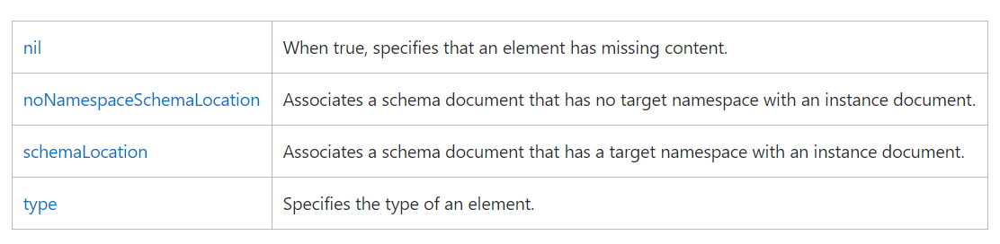 nil When true, specifies that an element has missing content.
noNamespaceSchemaLocation Associates a schema document that has no target namespace with an instance document.
schemaLocation Associates a schema document that has a target namespace with an instance document.
type Specifies the type of an element.